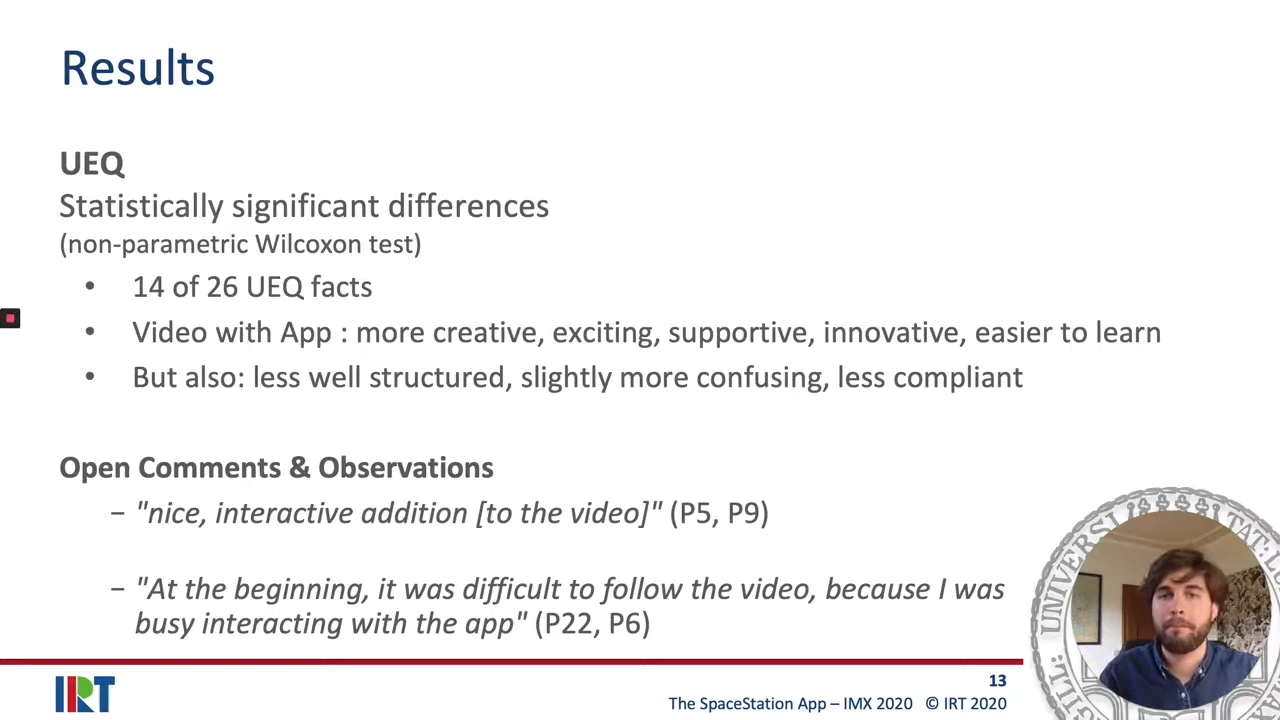 Results
UEQ
Statistically significant differences
(non-parametric Wilcoxon test)
• 14 of 26 UEQ facts
• Video with App : more creative, exciting, supportive, innovative, easier to learn
• But also: less well structured, slightly more confusing, less compliant
Open Comments & Observations
− "nice, interactive addition [to the video]" (P5, P9)
− "At the beginning, it was difficult to follow the video, because I was
busy interacting with the app" (P22, P6)
IRT
13
The SpaceStation App – IMX 2020 © IRT 2020